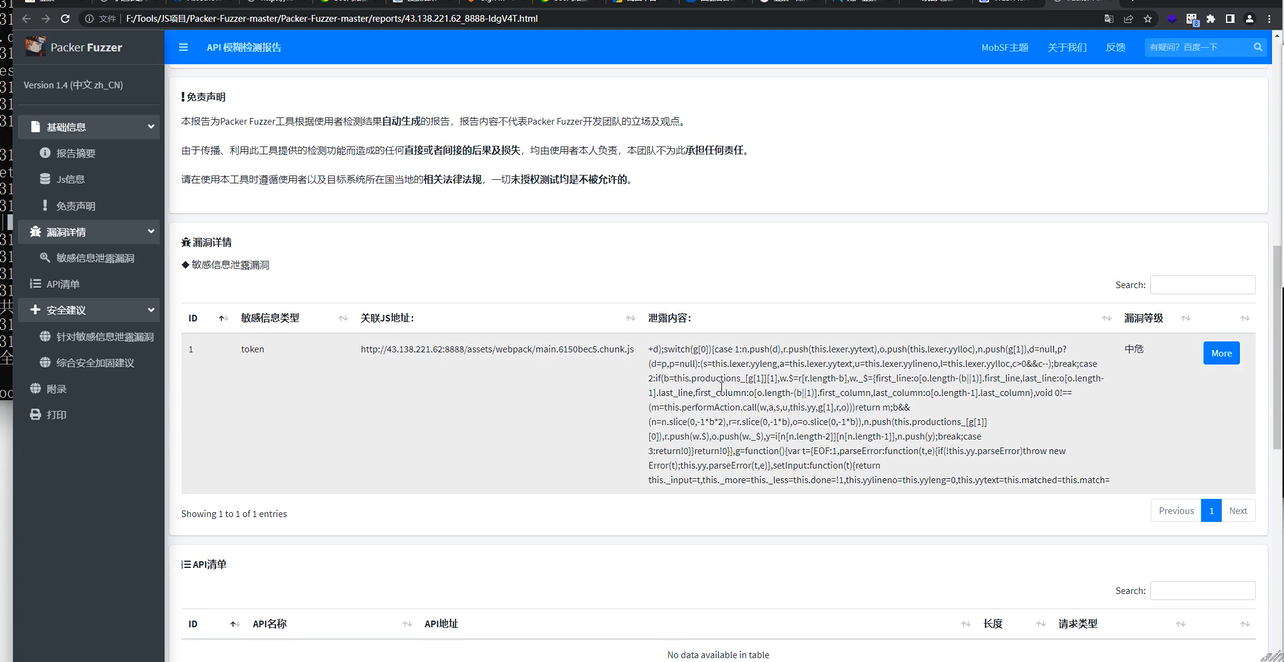 文件 | F:/Tools/JS项目/Packer-Fuzzer-master/Packer-Fuzzer-master/reports/43.138.221.62_8888-IdgV4T.html
Packer Fuzzer
API 模糊检测报告
MobSF主题
关于我们
反馈
有疑问？百度一下
Version 1.4 (中文 zh_CN)
基础信息
报告摘要
Js信息
免责声明
漏洞详情
敏感信息泄露漏洞
API清单
安全建议
针对敏感信息泄露漏洞
综合安全加固建议
附录
打印
免责声明
本报告为Packer Fuzzer工具根据使用者检测结果自动生成的报告，报告内容不代表Packer Fuzzer开发团队的立场及观点。
由于传播、利用此工具提供的检测功能而造成的任何直接或者间接的后果及损失，均由使用者本人负责，本团队不为此承担任何责任。
请在使用本工具时遵循使用者以及目标系统所在国当地的相关法律法规，一切未授权测试均是不被允许的。
漏洞详情
◆ 敏感信息泄露漏洞
Search:
ID 敏感信息类型 关联JS地址： 泄露内容： 漏洞等级
1 token http://43.138.221.62:8888/assets/webpack/main.6150bec5.chunk.js
+d);switch(g[0]){case 1:n.push(d),r.push(this.lexer.yytext),o.push(this.lexer.yylloc),n.push(g[1]),d=null,p?
(d=p,p=null):(s=this.lexer.yyleng,a=this.lexer.yytext,u=this.lexer.yylineno,l=this.lexer.yylloc,c>0&&c--);break;case
2:if(b=this.productions_[g[1]][1],w.$=r[r.length-b],w._$={first_line:o[o.length-(b||1)].first_line,last_line:o[o.length-
1].last_line,first_column:o[o.length-(b||1)].first_column,last_column:o[o.length-1].last_column},void 0!==
(m=this.performAction.call(w,a,s,u,this.yy,g[1],r,o)))return m;b&&
(n=n.slice(0,-1*b*2),r=r.slice(0,-1*b),o=o.slice(0,-1*b)),n.push(this.productions_[g[1]]
[0]),r.push(w.$),o.push(w._$),y=i[n[n.length-2]][n[n.length-1]],n.push(y);break;case
3:return!0}}return!0}},g=function(){var t={EOF:1,parseError:function(t,e){if(!this.yy.parseError)throw new
Error(t);this.yy.parseError(t,e)},setInput:function(t){return
this._input=t,this._more=this._less=this.done=!1,this.yylineno=this.yyleng=0,this.yytext=this.matched=this.match=
中危
More
Showing 1 to 1 of 1 entries
Previous 1 Next
API清单
Search:
ID API名称 API地址 长度 请求类型
No data available in table